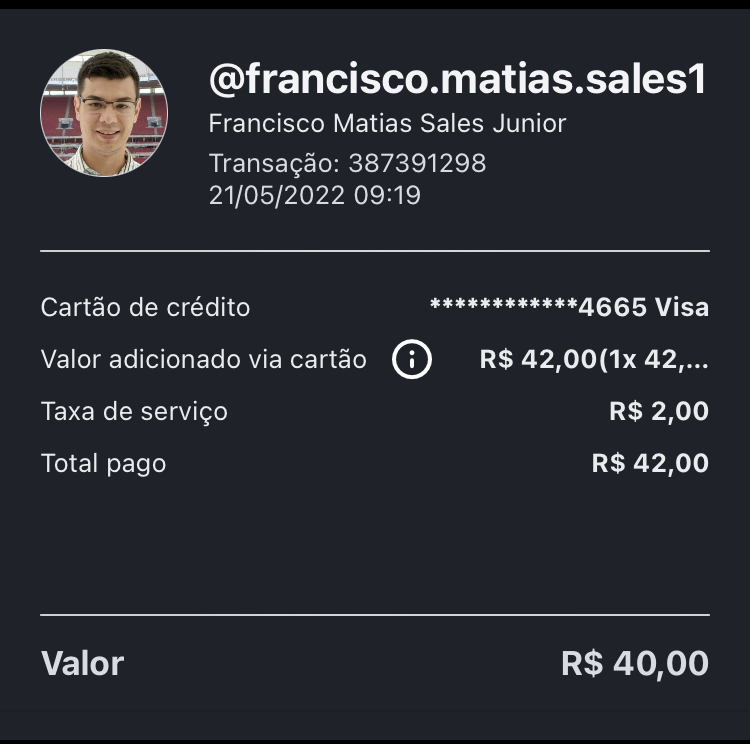 @francisco.matias.sales1
Francisco Matias Sales Junior
Transação: 387391298
21/05/2022 09:19
Cartão de crédito ************4665 Visa
Valor adicionado via cartão R$ 42,00(1x 42,...
Taxa de serviço R$ 2,00
Total pago R$ 42,00
Valor R$ 40,00